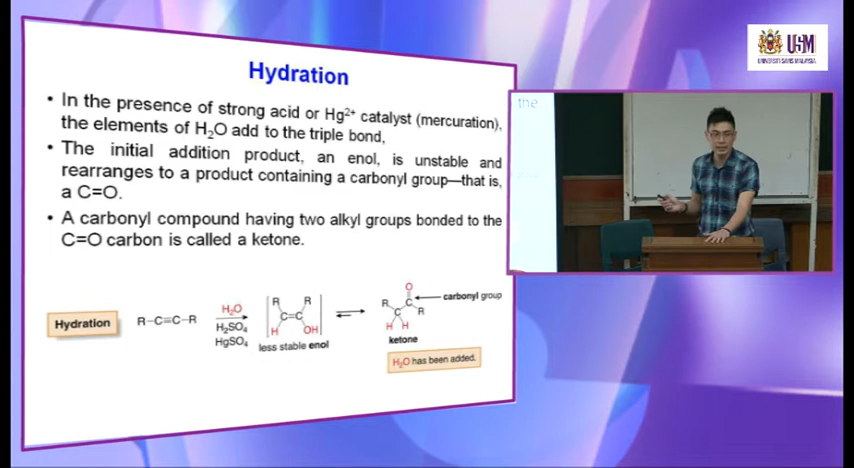 Hydration
• In the presence of strong acid or Hg²⁺ catalyst (mercuration),
the elements of H₂O add to the triple bond,
• The initial addition product, an enol, is unstable and
rearranges to a product containing a carbonyl group—that is,
a C=O.
• A carbonyl compound having two alkyl groups bonded to the
C=O carbon is called a ketone.
Hydration
R–C≡C–R
H₂O
H₂SO₄
HgSO₄
R R
C=C
H OH
less stable enol
O
R C
C R
H H
carbonyl group
ketone
H₂O has been added.
USM
UNIVERSITI SAINS MALAYSIA
the